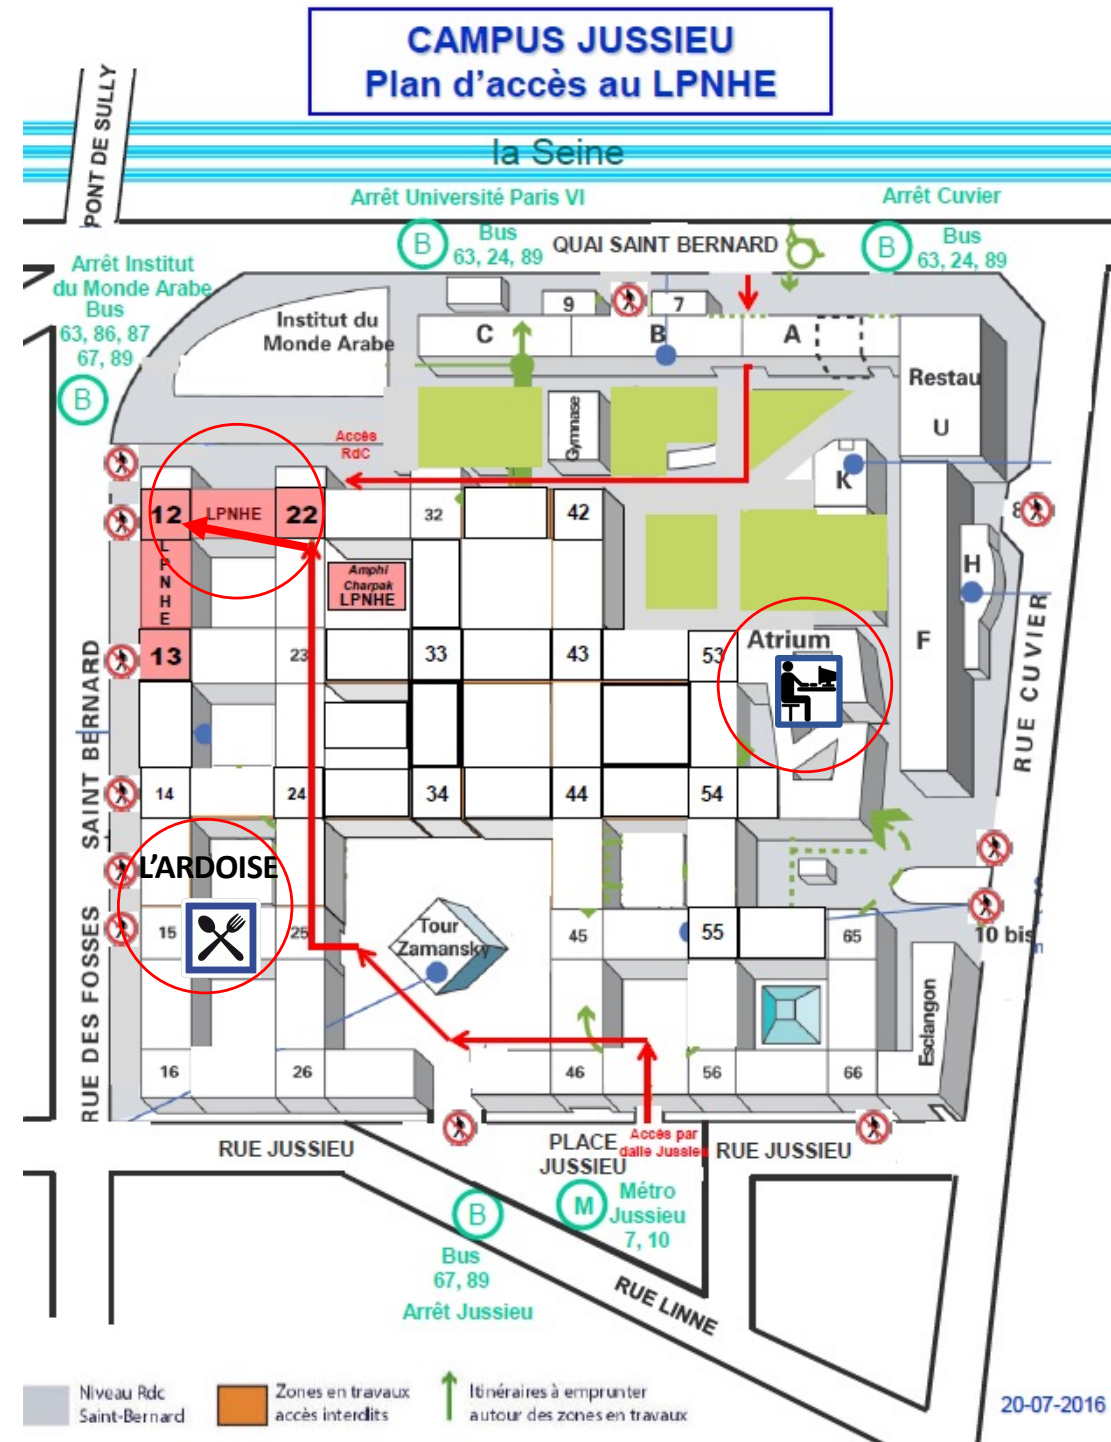 CAMPUS JUSSIEU
Plan d'accès au LPNHE
PONT DE SULLY
la Seine
Arrêt Université Paris VI
Arrêt Cuvier
B
Bus
63, 24, 89
QUAI SAINT BERNARD
B
Bus
63, 24, 89
Arrêt Institut
du Monde Arabe
Bus
63, 86, 87
67, 89
B
Institut du
Monde Arabe
9
7
C
B
A
Restau
U
Gymnase
Accès
RdC
K
12
LPNHE
22
32
42
8
LPNHE
Amphi
Charpak
LPNHE
H
13
23
33
43
53
Atrium
F
RUE CUVIER
SAINT BERNARD
14
24
34
44
54
L'ARDOISE
15
25
Tour
Zamansky
45
55
65
10 bis
RUE DES FOSSES
Esclangon
16
26
46
56
66
RUE JUSSIEU
PLACE
JUSSIEU
Accès par
dalle Jussieu
RUE JUSSIEU
B
M
Métro
Jussieu
7, 10
Bus
67, 89
Arrêt Jussieu
RUE LINNE
Niveau Rdc
Saint-Bernard
Zones en travaux
accès interdits
Itinéraires à emprunter
autour des zones en travaux
20-07-2016